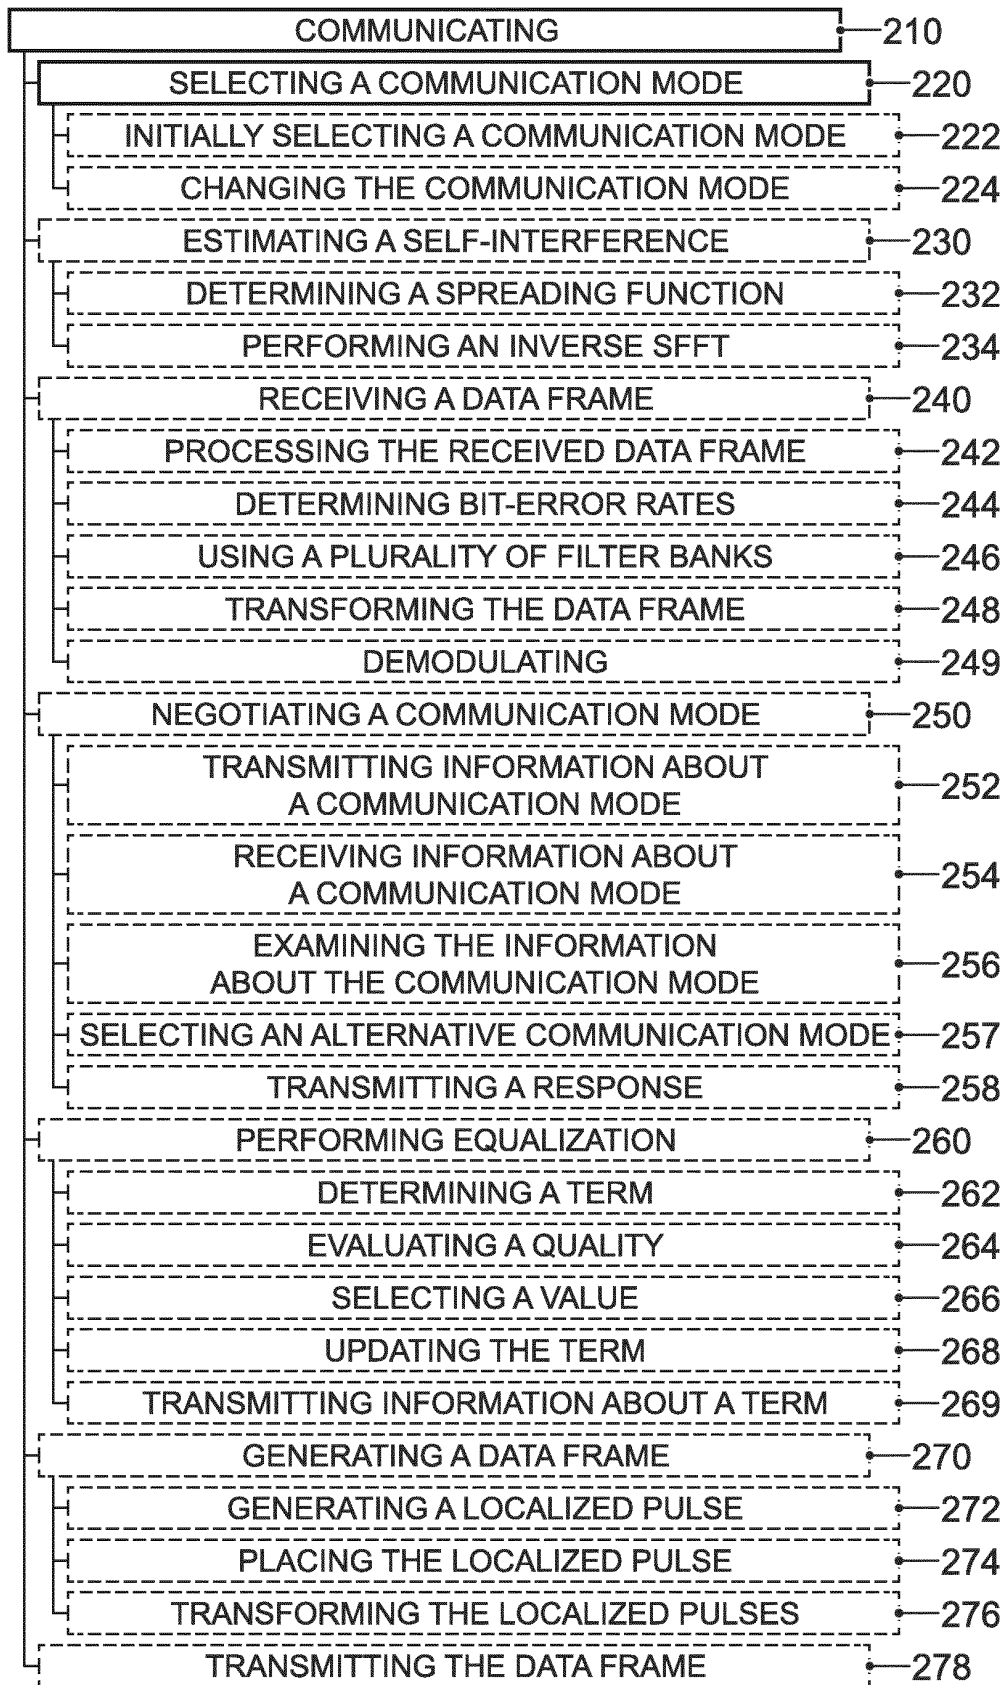 COMMUNICATING 210
SELECTING A COMMUNICATION MODE 220
INITIALLY SELECTING A COMMUNICATION MODE 222
CHANGING THE COMMUNICATION MODE 224
ESTIMATING A SELF-INTERFERENCE 230
DETERMINING A SPREADING FUNCTION 232
PERFORMING AN INVERSE SFFT 234
RECEIVING A DATA FRAME 240
PROCESSING THE RECEIVED DATA FRAME 242
DETERMINING BIT-ERROR RATES 244
USING A PLURALITY OF FILTER BANKS 246
TRANSFORMING THE DATA FRAME 248
DEMODULATING 249
NEGOTIATING A COMMUNICATION MODE 250
TRANSMITTING INFORMATION ABOUT
A COMMUNICATION MODE 252
RECEIVING INFORMATION ABOUT
A COMMUNICATION MODE 254
EXAMINING THE INFORMATION
ABOUT THE COMMUNICATION MODE 256
SELECTING AN ALTERNATIVE COMMUNICATION MODE 257
TRANSMITTING A RESPONSE 258
PERFORMING EQUALIZATION 260
DETERMINING A TERM 262
EVALUATING A QUALITY 264
SELECTING A VALUE 266
UPDATING THE TERM 268
TRANSMITTING INFORMATION ABOUT A TERM 269
GENERATING A DATA FRAME 270
GENERATING A LOCALIZED PULSE 272
PLACING THE LOCALIZED PULSE 274
TRANSFORMING THE LOCALIZED PULSES 276
TRANSMITTING THE DATA FRAME 278